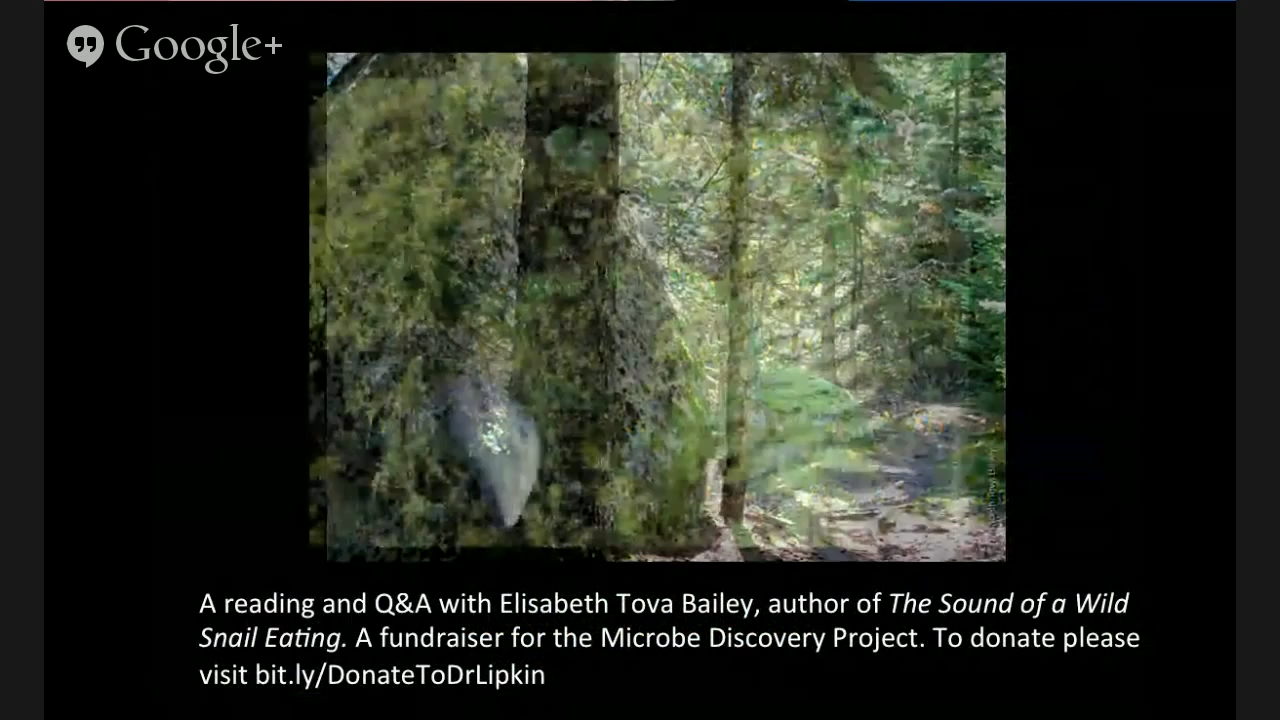 Google+
A reading and Q&A with Elisabeth Tova Bailey, author of The Sound of a Wild
Snail Eating. A fundraiser for the Microbe Discovery Project. To donate please
visit bit.ly/DonateToDrLipkin